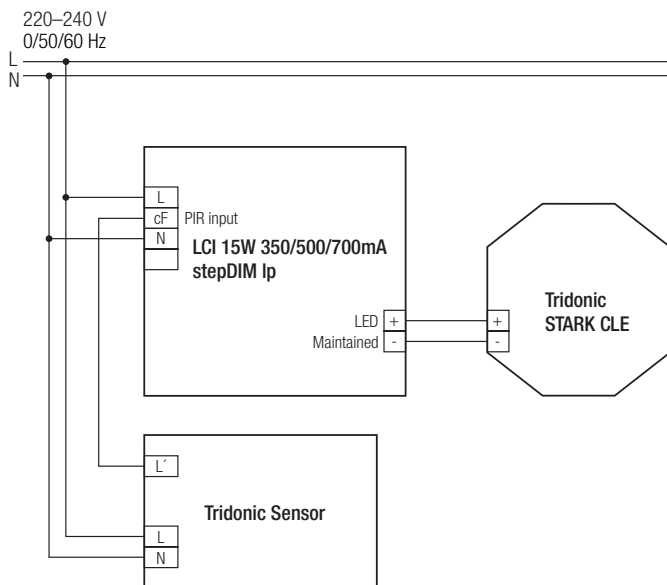 220–240 V
0/50/60 Hz
L
N
L
cF PIR input
N
LCI 15W 350/500/700mA
stepDIM lp
LED + +
Maintained - -
Tridonic
STARK CLE
L´
Tridonic Sensor
L
N